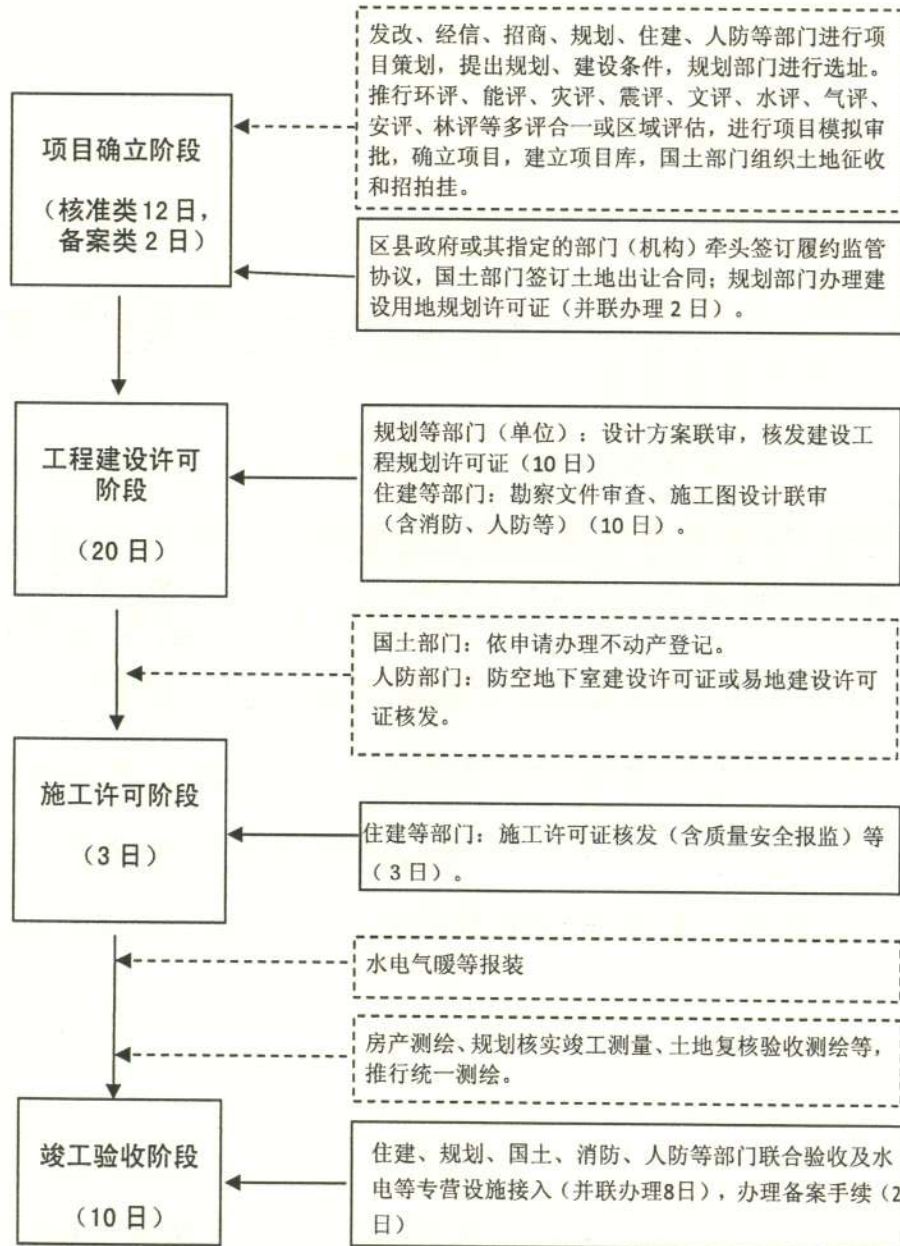 发改、经信、招商、规划、住建、人防等部门进行项
目策划，提出规划、建设条件，规划部门进行选址。
推行环评、能评、灾评、震评、文评、水评、气评、
安评、林评等多评合一或区域评估，进行项目模拟审
批，确立项目，建立项目库，国土部门组织土地征收
和招拍挂。
项目确立阶段
（核准类12日，
备案类2日）
区县政府或其指定的部门（机构）牵头签订履约监管
协议，国土部门签订土地出让合同；规划部门办理建
设用地规划许可证（并联办理2日）。
工程建设许可
阶段
（20日）
规划等部门（单位）：设计方案联审，核发建设工
程规划许可证（10日）
住建等部门：勘察文件审查、施工图设计联审
（含消防、人防等）（10日）。
国土部门：依申请办理不动产登记。
人防部门：防空地下室建设许可证或易地建设许可
证核发。
施工许可阶段
（3日）
住建等部门：施工许可证核发（含质量安全报监）等
（3日）。
水电气暖等报装
房产测绘、规划核实竣工测量、土地复核验收测绘等，
推行统一测绘。
竣工验收阶段
（10日）
住建、规划、国土、消防、人防等部门联合验收及水
电等专营设施接入（并联办理8日），办理备案手续（2
日）